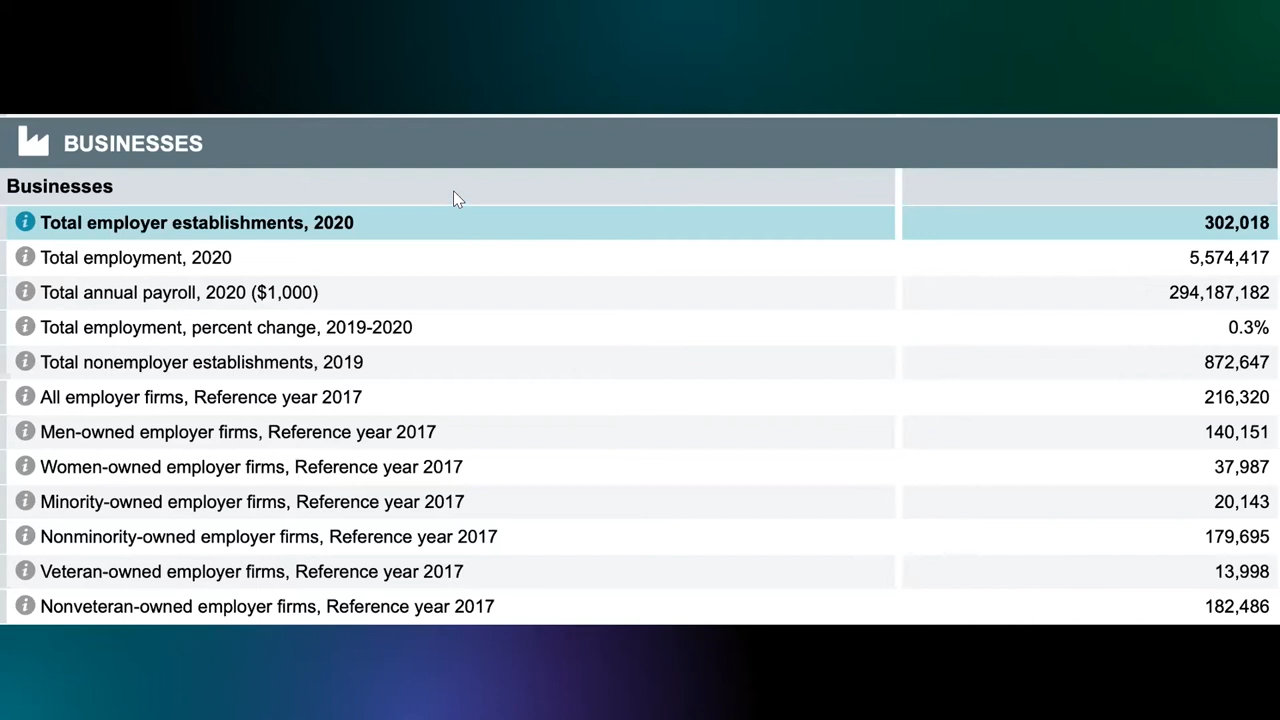 BUSINESSES
Businesses
Total employer establishments, 2020 302,018
Total employment, 2020 5,574,417
Total annual payroll, 2020 ($1,000) 294,187,182
Total employment, percent change, 2019-2020 0.3%
Total nonemployer establishments, 2019 872,647
All employer firms, Reference year 2017 216,320
Men-owned employer firms, Reference year 2017 140,151
Women-owned employer firms, Reference year 2017 37,987
Minority-owned employer firms, Reference year 2017 20,143
Nonminority-owned employer firms, Reference year 2017 179,695
Veteran-owned employer firms, Reference year 2017 13,998
Nonveteran-owned employer firms, Reference year 2017 182,486